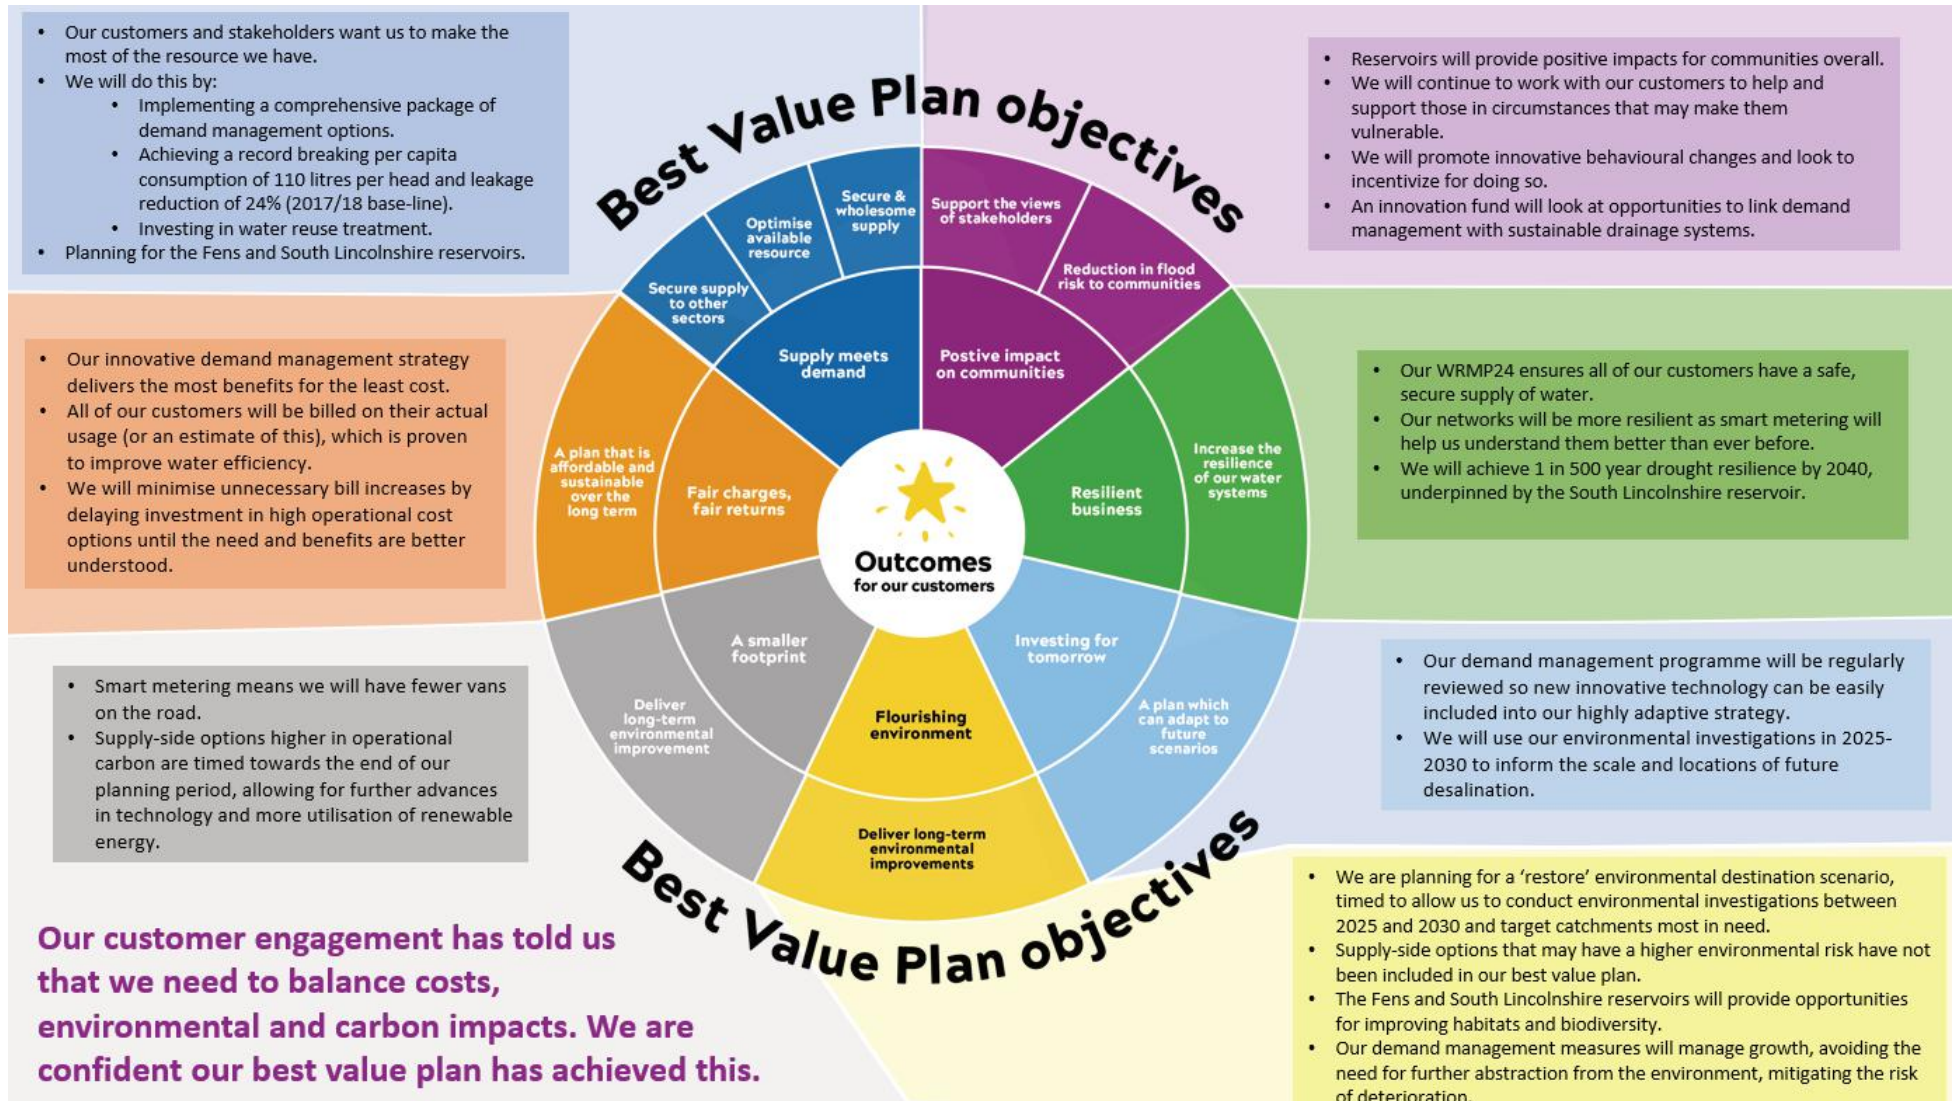 • Our customers and stakeholders want us to make the
most of the resource we have.
• We will do this by:
• Implementing a comprehensive package of
demand management options.
• Achieving a record breaking per capita
consumption of 110 litres per head and leakage
reduction of 24% (2017/18 base-line).
• Investing in water reuse treatment.
• Planning for the Fens and South Lincolnshire reservoirs.
• Reservoirs will provide positive impacts for communities overall.
• We will continue to work with our customers to help and
support those in circumstances that may make them
vulnerable.
• We will promote innovative behavioural changes and look to
incentivize for doing so.
• An innovation fund will look at opportunities to link demand
management with sustainable drainage systems.
Best Value Plan objectives
Secure supply
to other
sectors
Optimise
available
resource
Secure &
wholesome
supply
Support the views
of stakeholders
Reduction in flood
risk to communities
Supply meets
demand
Postive impact
on communities
• Our innovative demand management strategy
delivers the most benefits for the least cost.
• All of our customers will be billed on their actual
usage (or an estimate of this), which is proven
to improve water efficiency.
• We will minimise unnecessary bill increases by
delaying investment in high operational cost
options until the need and benefits are better
understood.
A plan that is
affordable and
sustainable
over the
long term
Fair charges,
fair returns
Outcomes
for our customers
Resilient
business
Increase the
resilience
of our water
systems
• Our WRMP24 ensures all of our customers have a safe,
secure supply of water.
• Our networks will be more resilient as smart metering will
help us understand them better than ever before.
• We will achieve 1 in 500 year drought resilience by 2040,
underpinned by the South Lincolnshire reservoir.
• Smart metering means we will have fewer vans
on the road.
• Supply-side options higher in operational
carbon are timed towards the end of our
planning period, allowing for further advances
in technology and more utilisation of renewable
energy.
A smaller
footprint
Deliver
long-term
environmental
improvement
Flourishing
environment
Deliver long-term
environmental
improvements
Investing for
tomorrow
A plan which
can adapt to
future
scenarios
• Our demand management programme will be regularly
reviewed so new innovative technology can be easily
included into our highly adaptive strategy.
• We will use our environmental investigations in 2025-
2030 to inform the scale and locations of future
desalination.
Best Value Plan objectives
Our customer engagement has told us
that we need to balance costs,
environmental and carbon impacts. We are
confident our best value plan has achieved this.
• We are planning for a ‘restore’ environmental destination scenario,
timed to allow us to conduct environmental investigations between
2025 and 2030 and target catchments most in need.
• Supply-side options that may have a higher environmental risk have not
been included in our best value plan.
• The Fens and South Lincolnshire reservoirs will provide opportunities
for improving habitats and biodiversity.
• Our demand management measures will manage growth, avoiding the
need for further abstraction from the environment, mitigating the risk
of deterioration.